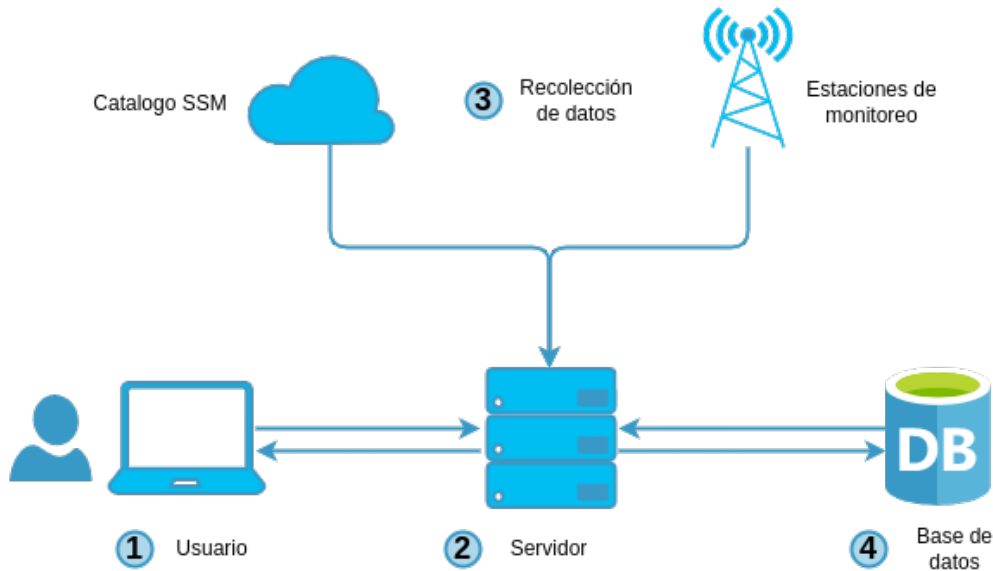 Catalogo SSM
3
Recolección
de datos
Estaciones de
monitoreo
DB
1
Usuario
2
Servidor
4
Base de
datos